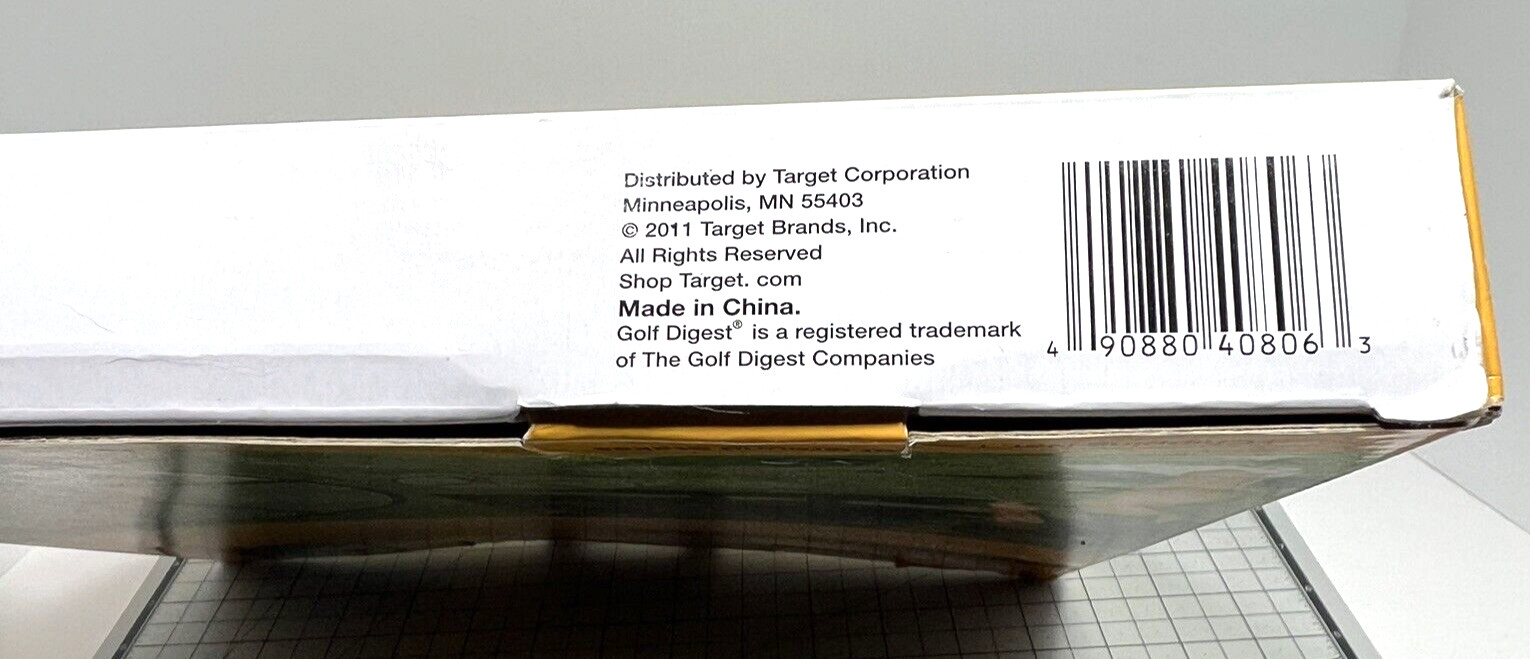 Distributed by Target Corporation
Minneapolis, MN 55403
© 2011 Target Brands, Inc.
All Rights Reserved
Shop Target. com
Made in China.
Golf Digest® is a registered trademark
of The Golf Digest Companies
4 90880 40806 3